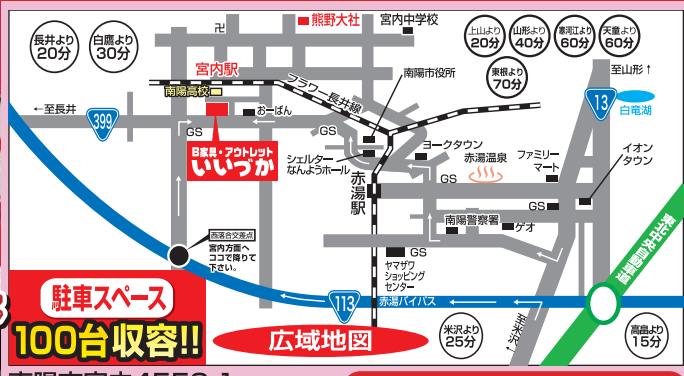 長井より
20分
白鷹より
30分
熊野大社
宮内中学校
上山より
20分
山形より
40分
寒河江より
60分
天童より
60分
東根より
70分
至山形↑
宮内駅
フラワー長井線
南陽市役所
南陽高校
←至長井
399
おーばん
GS
GS
13
白竜湖
B家具・アウトレット
いいづか
シェルター
なんようホール
ヨークタウン
赤湯温泉
ファミリー
マート
イオン
タウン
赤湯駅
GS
GS
南陽警察署
ゲオ
西落合交差点
宮内方面へ
ココで降りて
下さい。
GS
ヤマザワ
ショッピング
センター
東北中央自動車道
駐車スペース
100台収容!!
113
赤湯バイパス
広域地図
米沢より
25分
至米沢
高畠より
15分